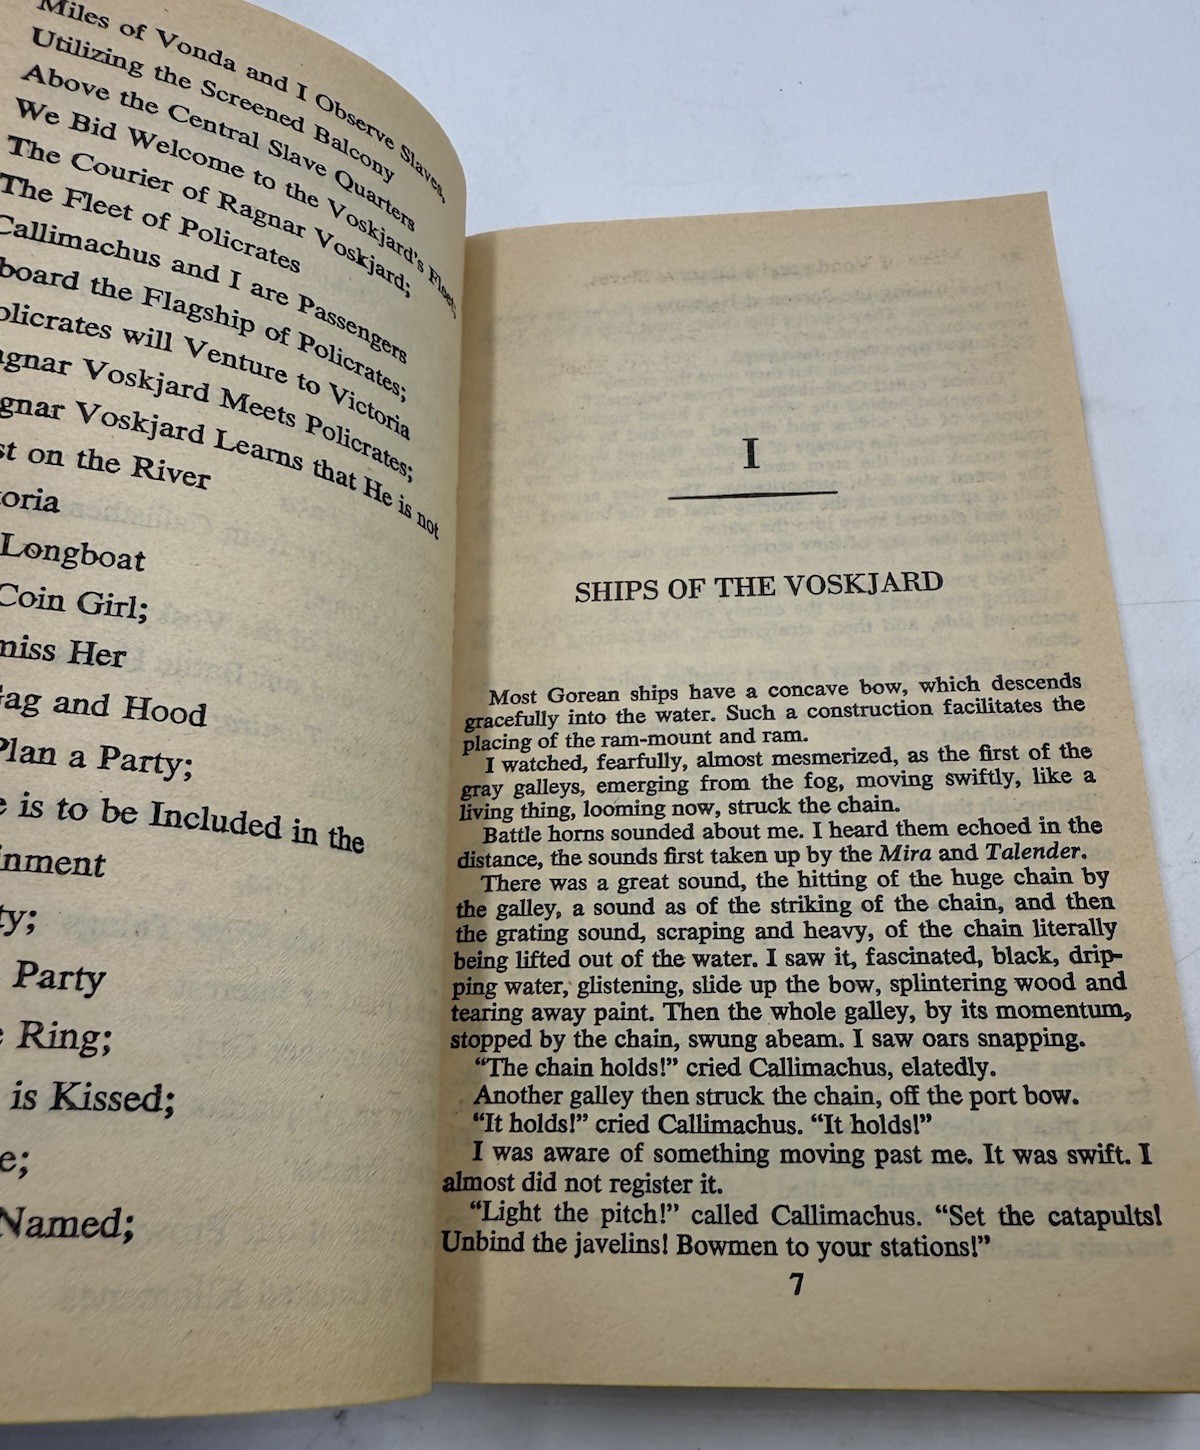 Miles of Vonda and I Observe Slaves,
Utilizing the Screened Balcony
Above the Central Slave Quarters
We Bid Welcome to the Voskjard's Fleet;
The Courier of Ragnar Voskjard;
The Fleet of Policrates
Callimachus and I are Passengers
board the Flagship of Policrates;
olicrates will Venture to Victoria
agnar Voskjard Meets Policrates;
gnar Voskjard Learns that He is not
st on the River
toria
Longboat
Coin Girl;
miss Her
Gag and Hood
Plan a Party;
e is to be Included in the
inment
ty;
Party
e Ring;
is Kissed;
e;
Named;
I
SHIPS OF THE VOSKJARD
Most Gorean ships have a concave bow, which descends
gracefully into the water. Such a construction facilitates the
placing of the ram-mount and ram.
I watched, fearfully, almost mesmerized, as the first of the
gray galleys, emerging from the fog, moving swiftly, like a
living thing, looming now, struck the chain.
Battle horns sounded about me. I heard them echoed in the
distance, the sounds first taken up by the Mira and Talender.
There was a great sound, the hitting of the huge chain by
the galley, a sound as of the striking of the chain, and then
the grating sound, scraping and heavy, of the chain literally
being lifted out of the water. I saw it, fascinated, black, drip-
ping water, glistening, slide up the bow, splintering wood and
tearing away paint. Then the whole galley, by its momentum,
stopped by the chain, swung abeam. I saw oars snapping.
“The chain holds!” cried Callimachus, elatedly.
Another galley then struck the chain, off the port bow.
“It holds!” cried Callimachus. “It holds!”
I was aware of something moving past me. It was swift. I
almost did not register it.
“Light the pitch!” called Callimachus. “Set the catapults!
Unbind the javelins! Bowmen to your stations!”
7